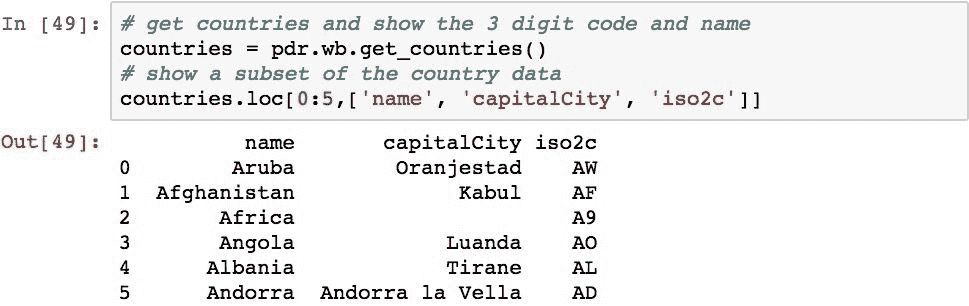 In [49]: # get countries and show the 3 digit code and name
countries = pdr.wb.get_countries()
# show a subset of the country data
countries.loc[0:5,['name', 'capitalCity', 'iso2c']]
Out[49]: name capitalCity iso2c
0 Aruba Oranjestad AW
1 Afghanistan Kabul AF
2 Africa A9
3 Angola Luanda AO
4 Albania Tirane AL
5 Andorra Andorra la Vella AD